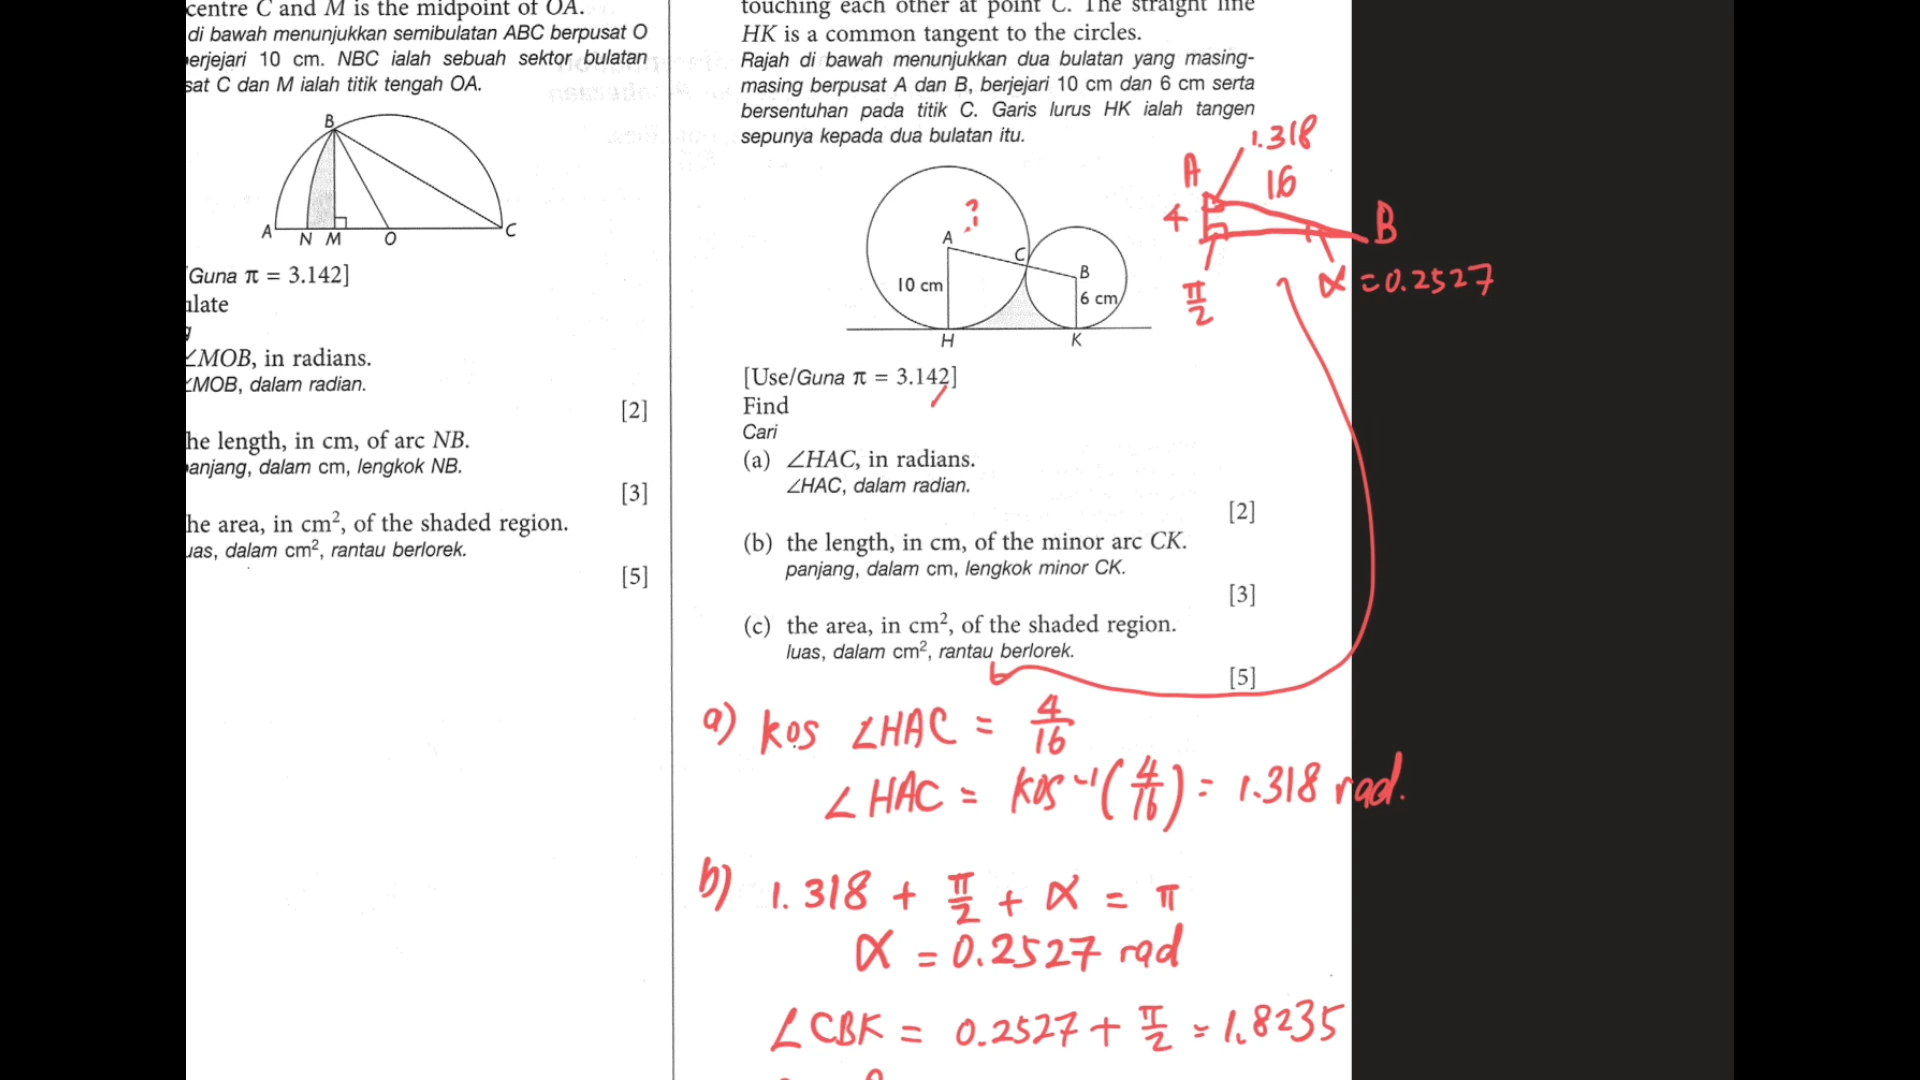 centre C and M is the midpoint of OA.
di bawah menunjukkan semibulatan ABC berpusat O
erjejari 10 cm. NBC ialah sebuah sektor bulatan
sat C dan M ialah titik tengah OA.
B
A N M O C
Guna π = 3.142]
∠MOB, in radians.
∠MOB, dalam radian.
[2]
he length, in cm, of arc NB.
anjang, dalam cm, lengkok NB.
[3]
he area, in cm², of the shaded region.
uas, dalam cm², rantau berlorek.
[5]
touching each other at point C. The straight line
HK is a common tangent to the circles.
Rajah di bawah menunjukkan dua bulatan yang masing-
masing berpusat A dan B, berjejari 10 cm dan 6 cm serta
bersentuhan pada titik C. Garis lurus HK ialah tangen
sepunya kepada dua bulatan itu.
?
A
C
B
10 cm
6 cm
H K
1.318
A
16
4
B
π/2
α = 0.2527
[Use/Guna π = 3.142]
Find
Cari
(a) ∠HAC, in radians.
∠HAC, dalam radian.
[2]
(b) the length, in cm, of the minor arc CK.
panjang, dalam cm, lengkok minor CK.
[3]
(c) the area, in cm², of the shaded region.
luas, dalam cm², rantau berlorek.
[5]
a) kos ∠HAC = 4/16
∠HAC = kos⁻¹(4/16) = 1.318 rad.
b) 1.318 + π/2 + α = π
α = 0.2527 rad
∠CBK = 0.2527 + π/2 = 1.8235